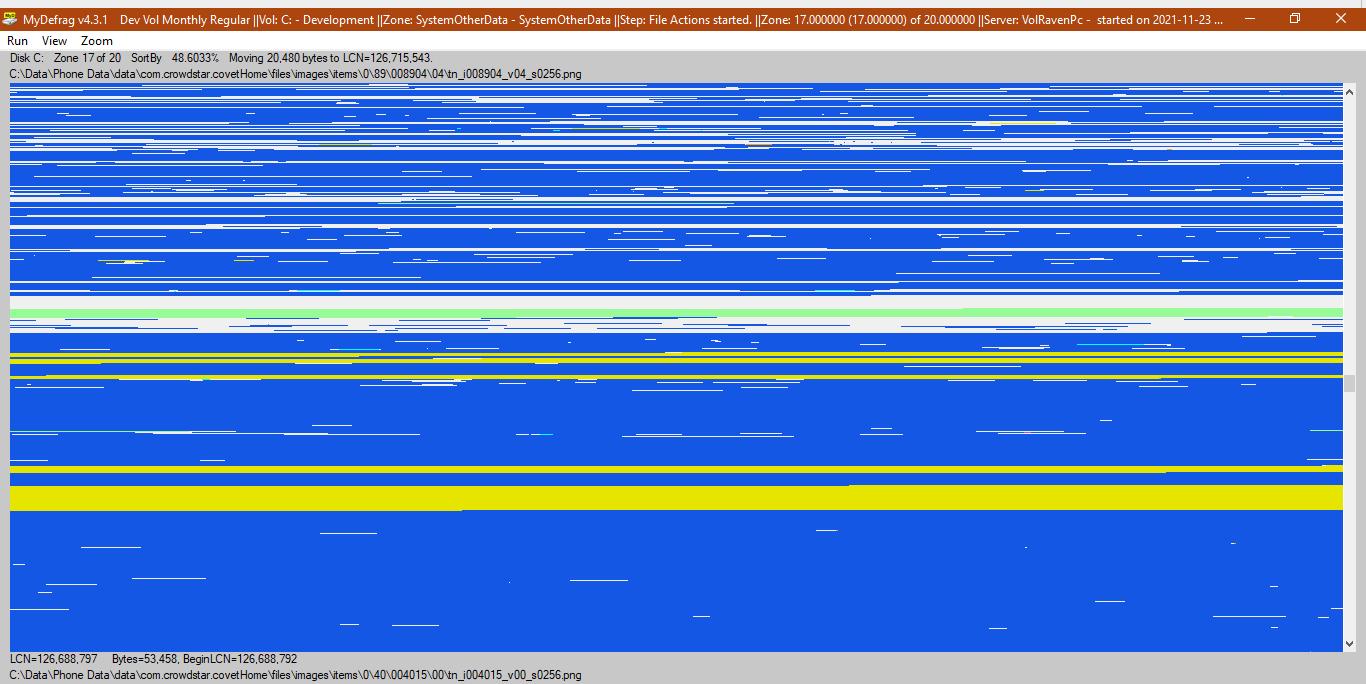 MyDefrag v4.3.1    Dev Vol Monthly Regular ||Vol: C: - Development ||Zone: SystemOtherData - SystemOtherData ||Step: File Actions started. ||Zone: 17.000000 (17.000000) of 20.000000 ||Server: VolRavenPc -  started on 2021-11-23 ...
Run View Zoom
Disk C: Zone 17 of 20 SortBy 48.6033% Moving 20,480 bytes to LCN=126,715,543.
C:\Data\Phone Data\data\com.crowdstar.covetHome\files\images\items\0\89\008904\04\tn_i008904_v04_s0256.png
LCN=126,688,797 Bytes=53,458, BeginLCN=126,688,792
C:\Data\Phone Data\data\com.crowdstar.covetHome\files\images\items\0\40\004015\00\tn_i004015_v00_s0256.png